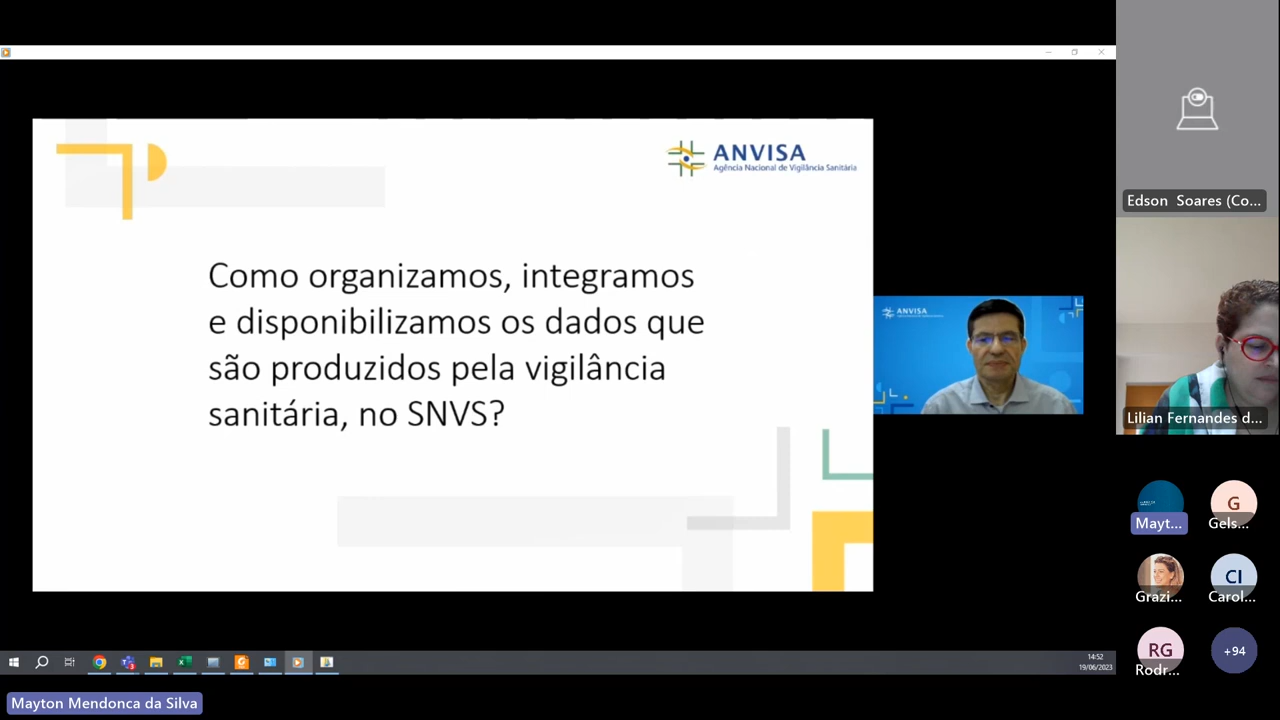 ANVISA
Agência Nacional de Vigilância Sanitária
Como organizamos, integramos
e disponibilizamos os dados que
são produzidos pela vigilância
sanitária, no SNVS?
ANVISA
Edson Soares (Co...
Lilian Fernandes d...
Mayt...
G
Gels...
Grazi...
CI
Carol...
RG
Rodr...
+94
14:52
19/06/2023
Mayton Mendonca da Silva